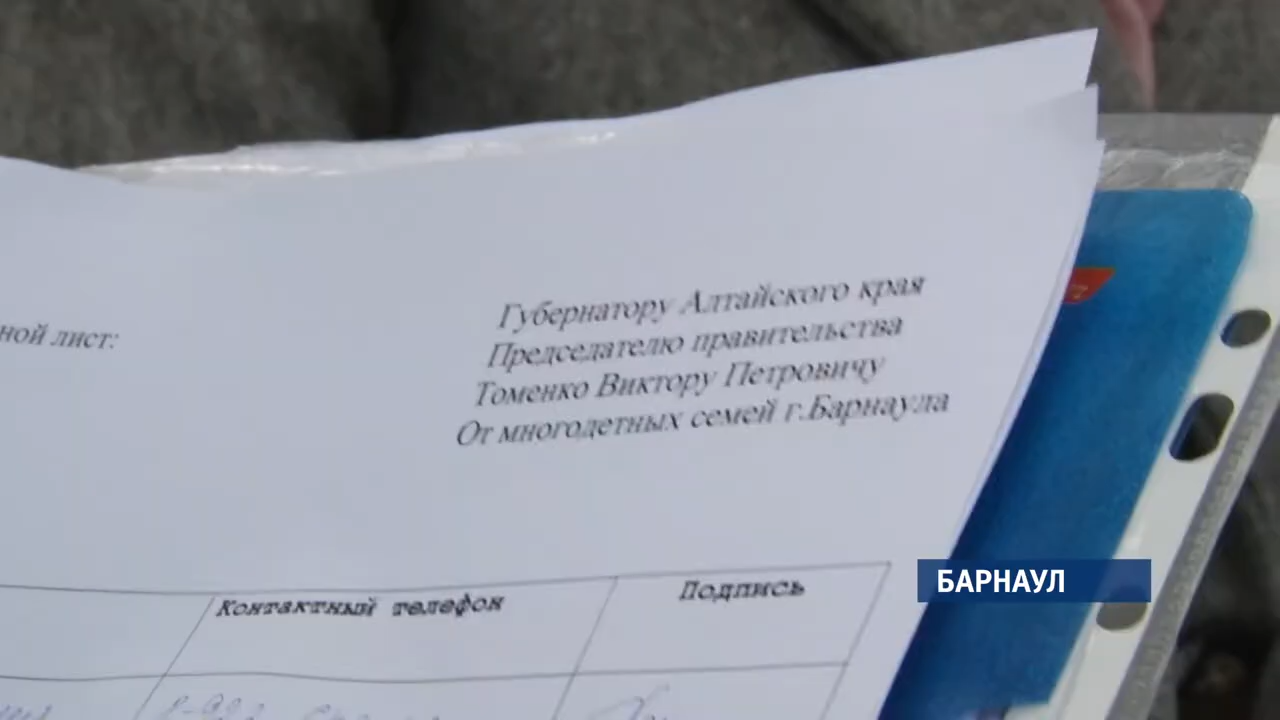 Губернатору Алтайского края
Председателю правительства
Томенко Виктору Петровичу
От многодетных семей г.Барнаула
ной лист:
Контактный телефон
Подпись
БАРНАУЛ